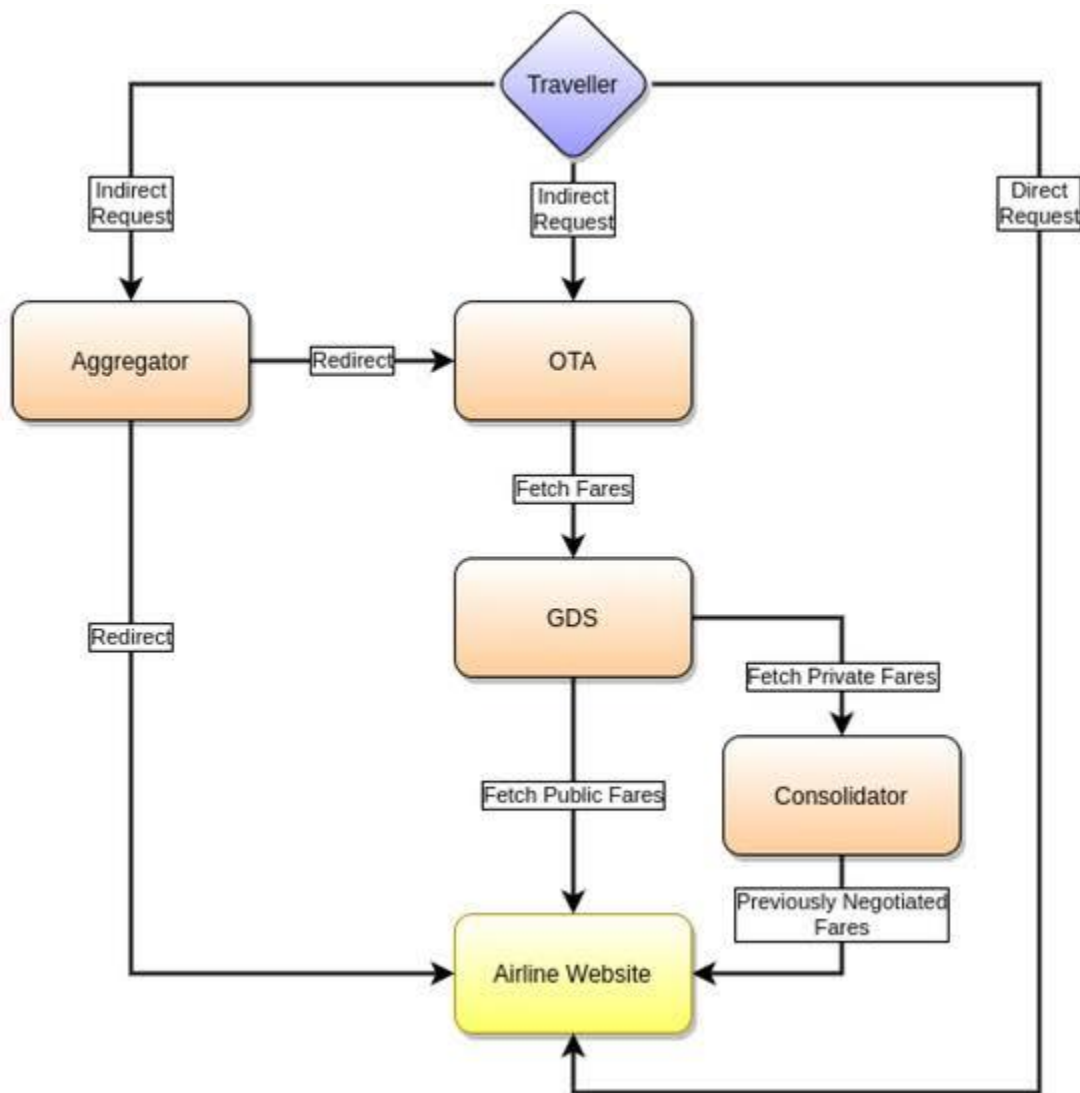 Traveller
Indirect
Request
Indirect
Request
Direct
Request
Aggregator
Redirect
OTA
Fetch Fares
GDS
Redirect
Fetch Private Fares
Fetch Public Fares
Consolidator
Previously Negotiated
Fares
Airline Website